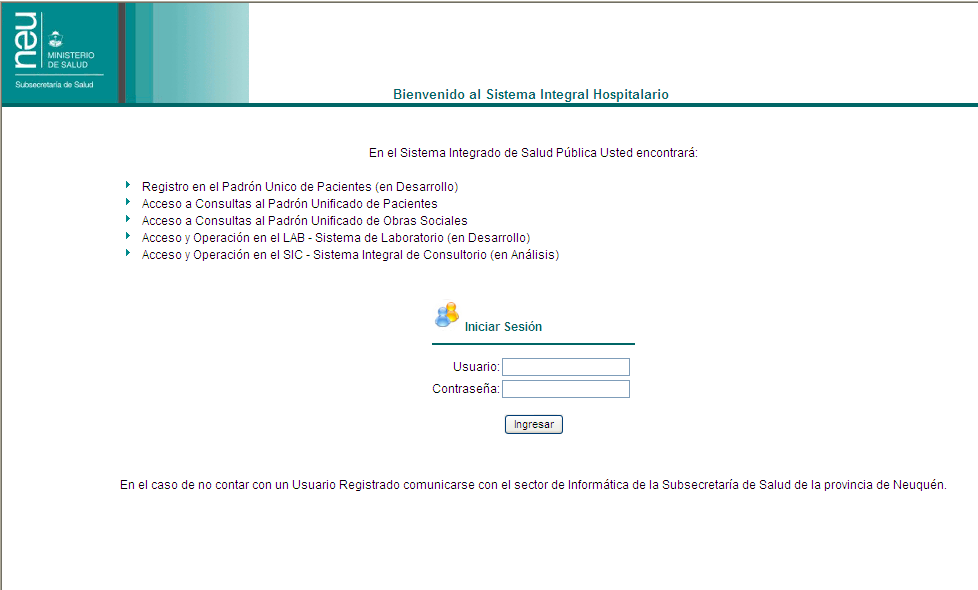 neu
MINISTERIO
DE SALUD
Subsecretaría de Salud
Bienvenido al Sistema Integral Hospitalario
En el Sistema Integrado de Salud Pública Usted encontrará:
Registro en el Padrón Unico de Pacientes (en Desarrollo)
Acceso a Consultas al Padrón Unificado de Pacientes
Acceso a Consultas al Padrón Unificado de Obras Sociales
Acceso y Operación en el LAB - Sistema de Laboratorio (en Desarrollo)
Acceso y Operación en el SIC - Sistema Integral de Consultorio (en Análisis)
Iniciar Sesión
Usuario:
Contraseña:
Ingresar
En el caso de no contar con un Usuario Registrado comunicarse con el sector de Informática de la Subsecretaría de Salud de la provincia de Neuquén.